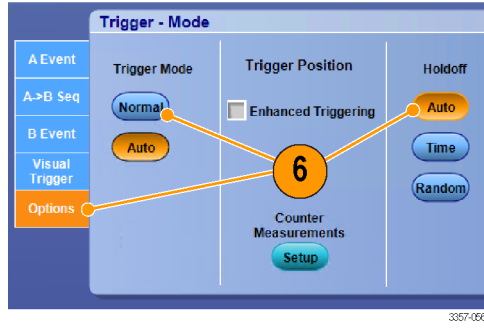 Trigger - Mode
A Event
A->B Seq
B Event
Visual
Trigger
Options
Trigger Mode
Normal
Auto
Trigger Position
Enhanced Triggering
6
Counter
Measurements
Setup
Holdoff
Auto
Time
Random
3357-056